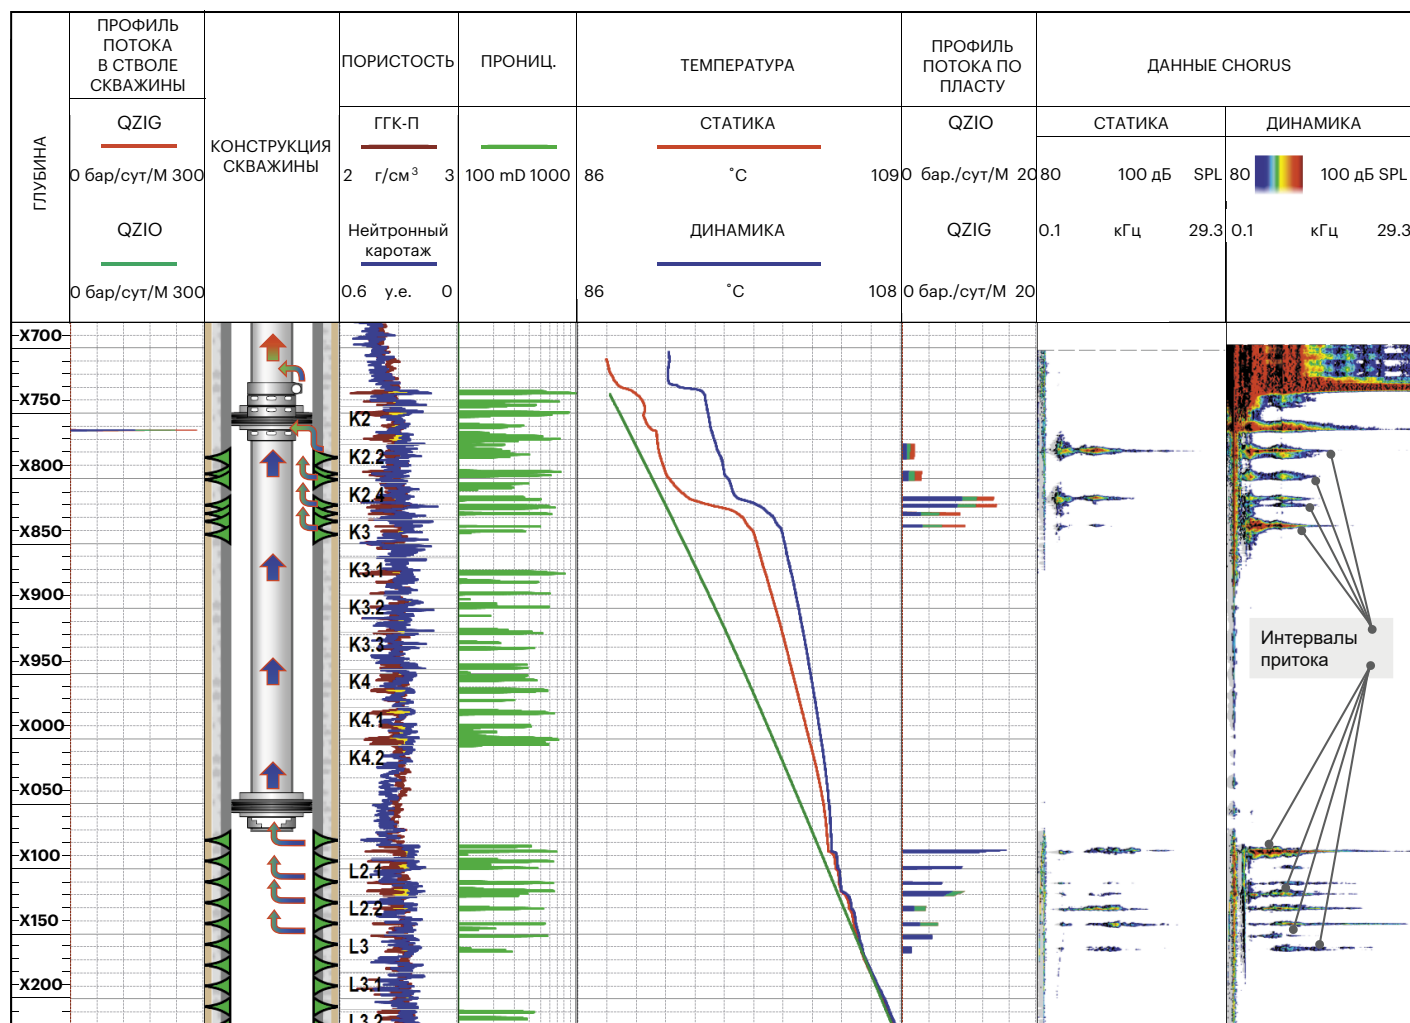 ГЛУБИНА
ПРОФИЛЬ
ПОТОКА
В СТВОЛЕ
СКВАЖИНЫ
QZIG
0 бар/сут/М 300
QZIO
0 бар/сут/М 300
КОНСТРУКЦИЯ
СКВАЖИНЫ
ПОРИСТОСТЬ
ГГК-П
2 г/см³ 3
Нейтронный
каротаж
0.6 у.е. 0
ПРОНИЦ.
100 mD 1000
ТЕМПЕРАТУРА
СТАТИКА
86 °C 109
ДИНАМИКА
86 °C 108
ПРОФИЛЬ
ПОТОКА ПО
ПЛАСТУ
QZIO
0 бар./сут/М 20
QZIG
0 бар./сут/М 20
ДАННЫЕ CHORUS
СТАТИКА
80 100 дБ SPL
0.1 кГц 29.3
ДИНАМИКА
80 100 дБ SPL
0.1 кГц 29.3
X700
X750
X800
X850
X900
X950
X000
X050
X100
X150
X200
K2
K2.2
K2.4
K3
K3.1
K3.2
K3.3
K4
K4.1
K4.2
L2.1
L2.2
L3
L3.1
L3.2
Интервалы
притока